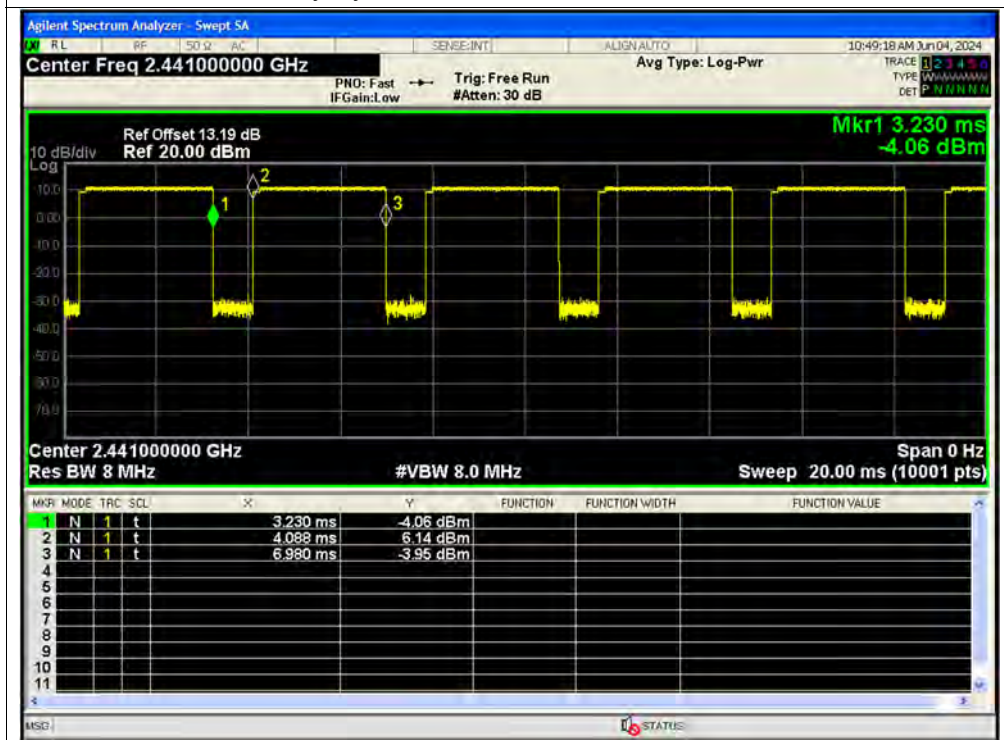 Agilent Spectrum Analyzer - Swept SA
RL RF 50 Ω AC SENSE:INT ALIGN AUTO 10:49:18 AM Jun 04, 2024
Center Freq 2.441000000 GHz Avg Type: Log-Pwr TRACE 1 2 3 4 5 6
PNO: Fast Trig: Free Run TYPE WWWWWW
IFGain:Low #Atten: 30 dB DET P N N N N N
Mkr1 3.230 ms
Ref Offset 13.19 dB
10 dB/div Ref 20.00 dBm -4.06 dBm
Log
10.0
2
1
3
0.00
-10.0
-20.0
-30.0
-40.0
-50.0
-60.0
-70.0
Center 2.441000000 GHz Span 0 Hz
Res BW 8 MHz #VBW 8.0 MHz Sweep 20.00 ms (10001 pts)
MKR MODE TRC SCL X Y FUNCTION FUNCTION WIDTH FUNCTION VALUE
1 N 1 t 3.230 ms -4.06 dBm
2 N 1 t 4.088 ms 6.14 dBm
3 N 1 t 6.980 ms -3.95 dBm
4
5
6
7
8
9
10
11
MSG STATUS